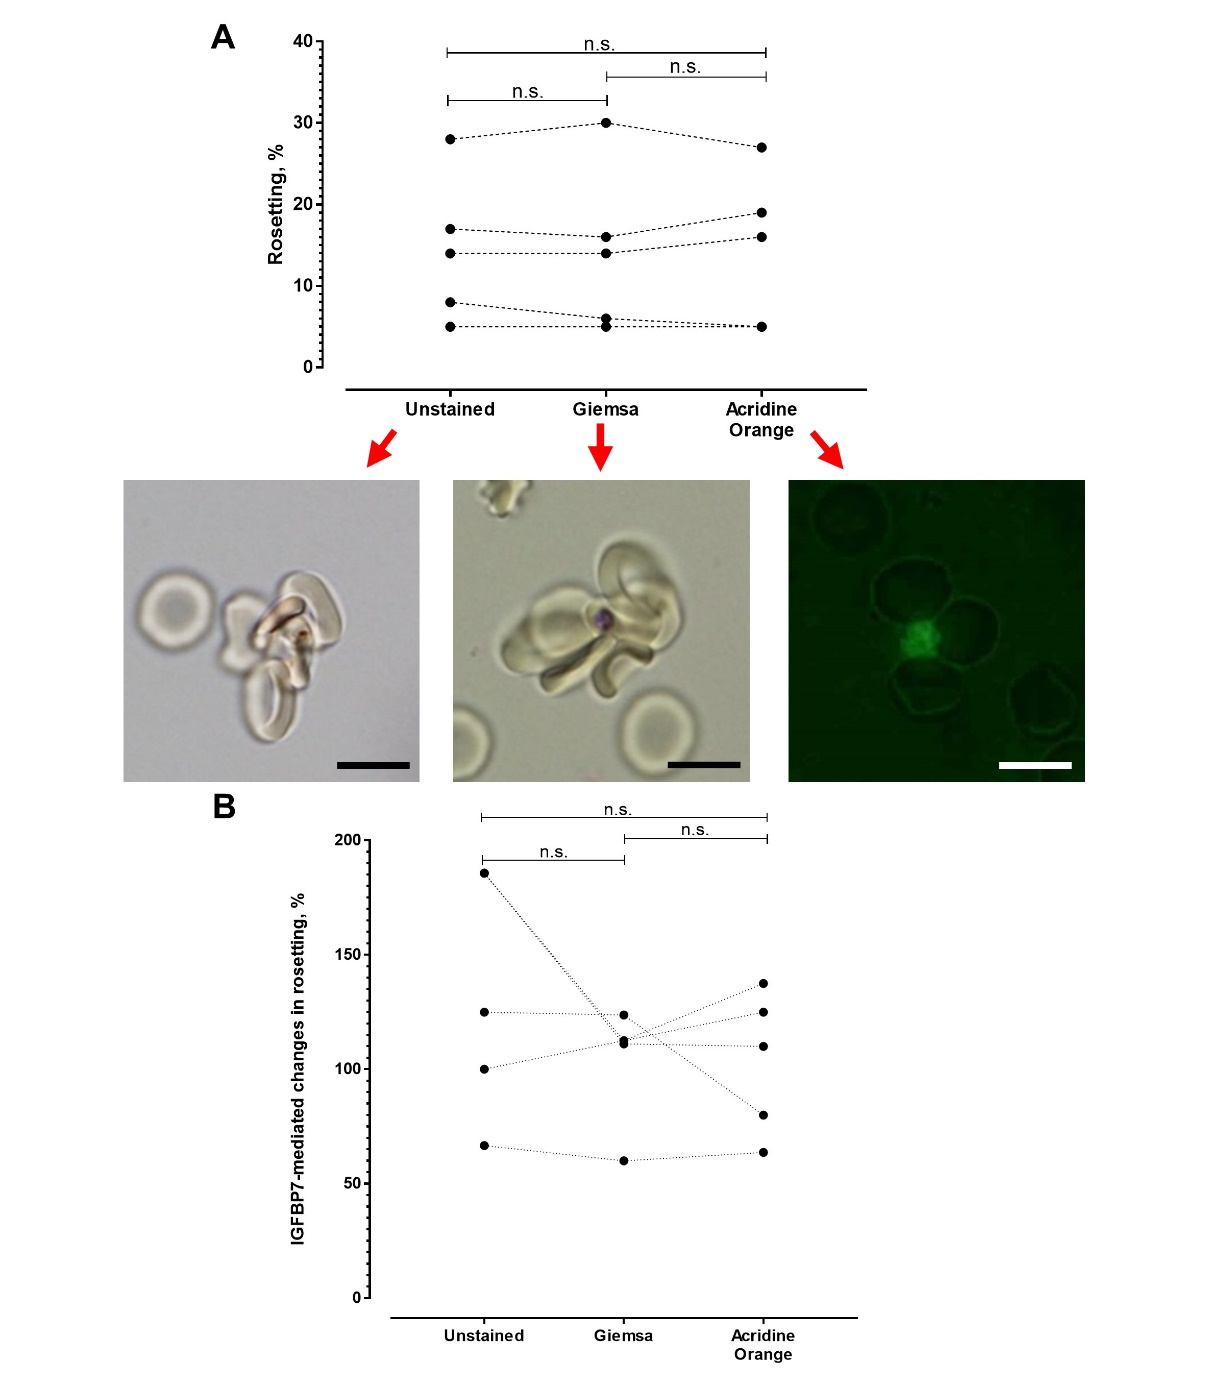 A
40
n.s.
n.s.
n.s.
30
Rosetting, %
20
10
0
Unstained
Giemsa
Acridine
Orange
B
n.s.
n.s.
n.s.
200
150
IGFBP7-mediated changes in rosetting, %
100
50
0
Unstained
Giemsa
Acridine
Orange